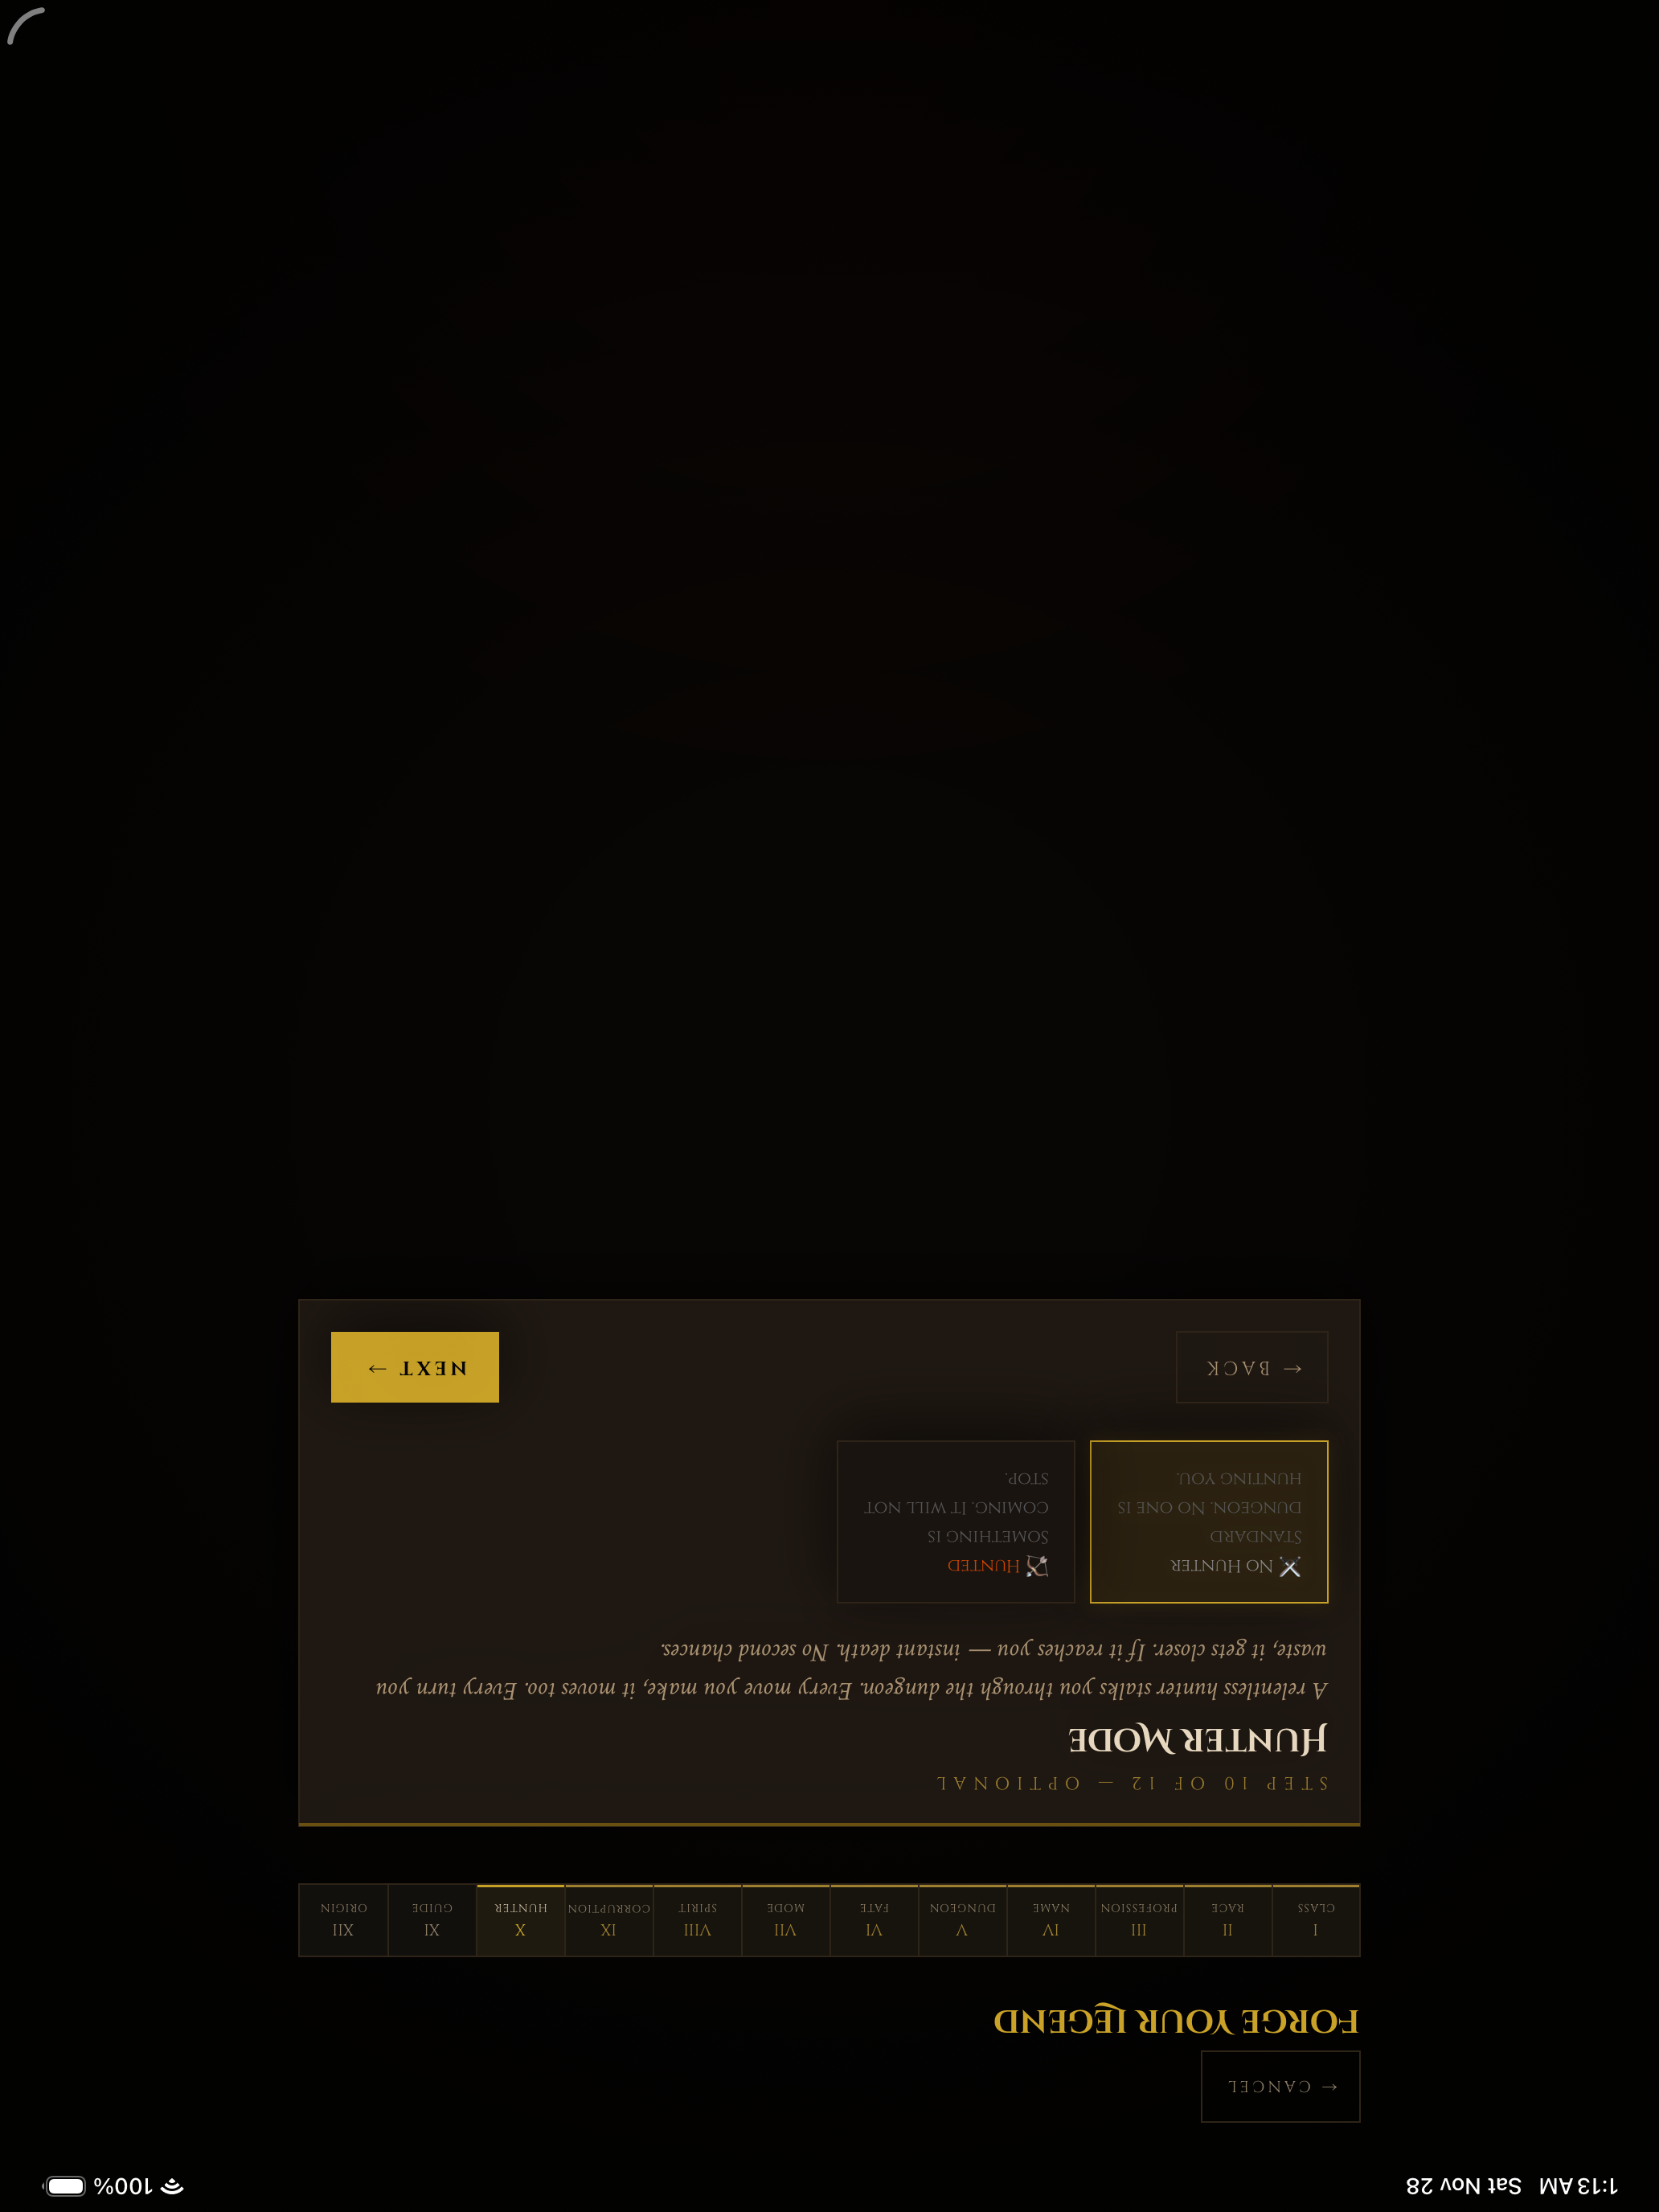 1:13 AM Sat Nov 28
100%
← CANCEL
FORGE YOUR LEGEND
I II III IV V VI VII VIII IX X XI XII
CLASS RACE PROFESSION NAME DUNGEON FATE MODE SPIRIT CORRUPTION HUNTER GUIDE ORIGIN
STEP 10 OF 12 — OPTIONAL
HUNTER MODE
A relentless hunter stalks you through the dungeon. Every move you make, it moves too. Every turn you
waste, it gets closer. If it reaches you — instant death. No second chances.
No Hunter
Standard
dungeon. No one is
hunting you.
Hunted
Something is
coming. It will not
stop.
← BACK
NEXT →